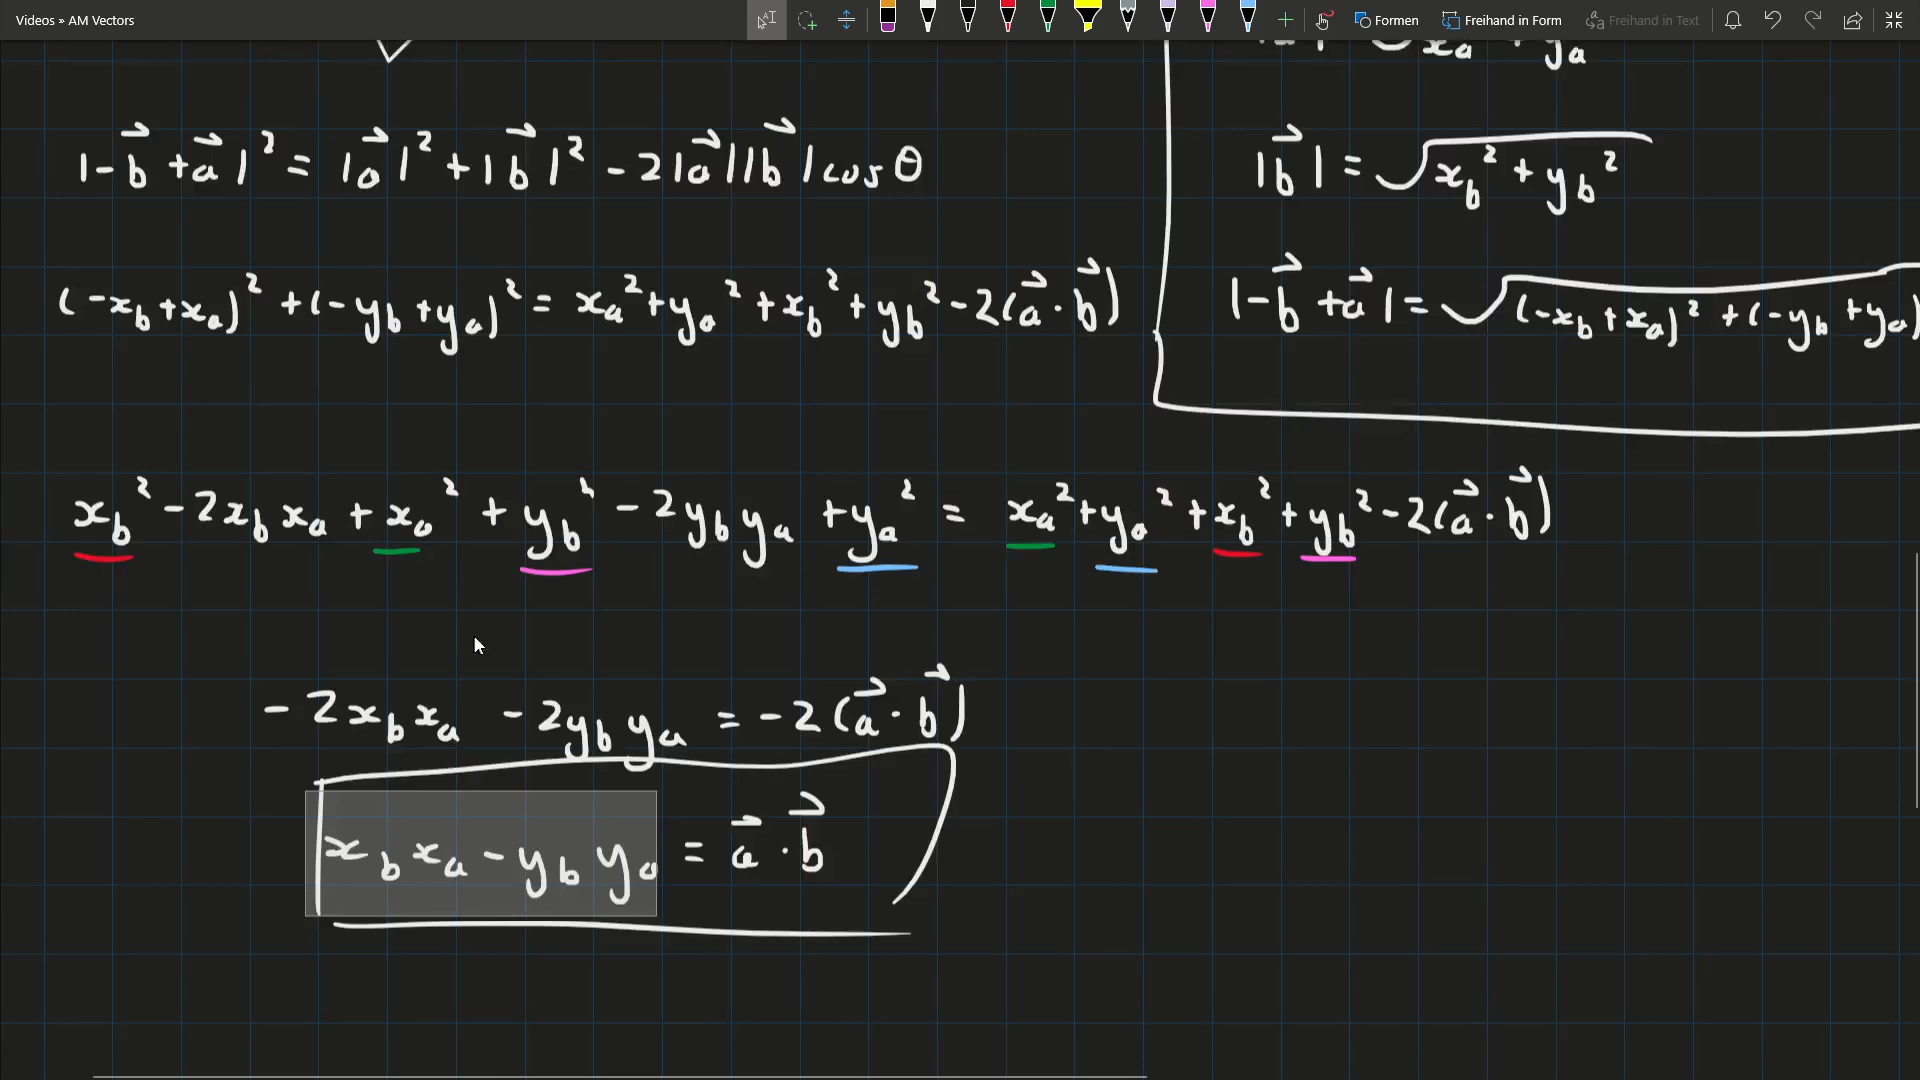 Videos » AM Vectors
Formen
Freihand in Form
Freihand in Text
|-b⃗ + a⃗|² = |a⃗|² + |b⃗|² - 2|a⃗||b⃗| cos θ
|b⃗| = √(x_b² + y_b²)
(-x_b + x_a)² + (-y_b + y_a)² = x_a² + y_a² + x_b² + y_b² - 2(a⃗ · b⃗)
|-b⃗ + a⃗| = √((-x_b + x_a)² + (-y_b + y_a)
x_b² - 2x_b x_a + x_a² + y_b² - 2y_b y_a + y_a² = x_a² + y_a² + x_b² + y_b² - 2(a⃗ · b⃗)
-2x_b x_a - 2y_b y_a = -2(a⃗ · b⃗)
x_b x_a - y_b y_a = a⃗ · b⃗